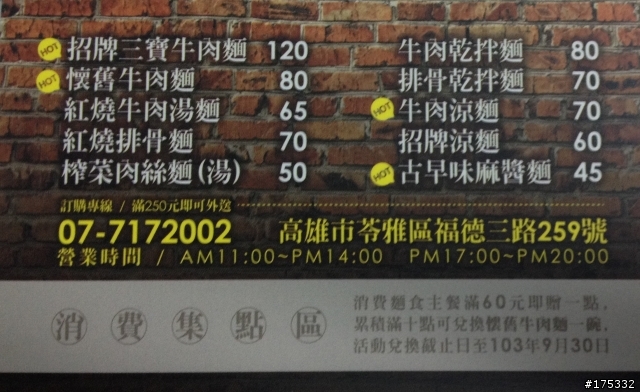 HOT 招牌三寶牛肉麵 120
HOT 懷舊牛肉麵 80
紅燒牛肉湯麵 65
紅燒排骨麵 70
榨菜肉絲麵(湯) 50
牛肉乾拌麵 80
排骨乾拌麵 70
HOT 牛肉涼麵 70
招牌涼麵 60
HOT 古早味麻醬麵 45
訂購專線 / 滿250元即可外送
07-7172002 高雄市苓雅區福德三路259號
營業時間 / AM11:00~PM14:00 PM17:00~PM20:00
消費集點區
消費麵食主餐滿60元即贈一點,
累積滿十點可兌換懷舊牛肉麵一碗,
活動兌換截止日至103年9月30日
#175332